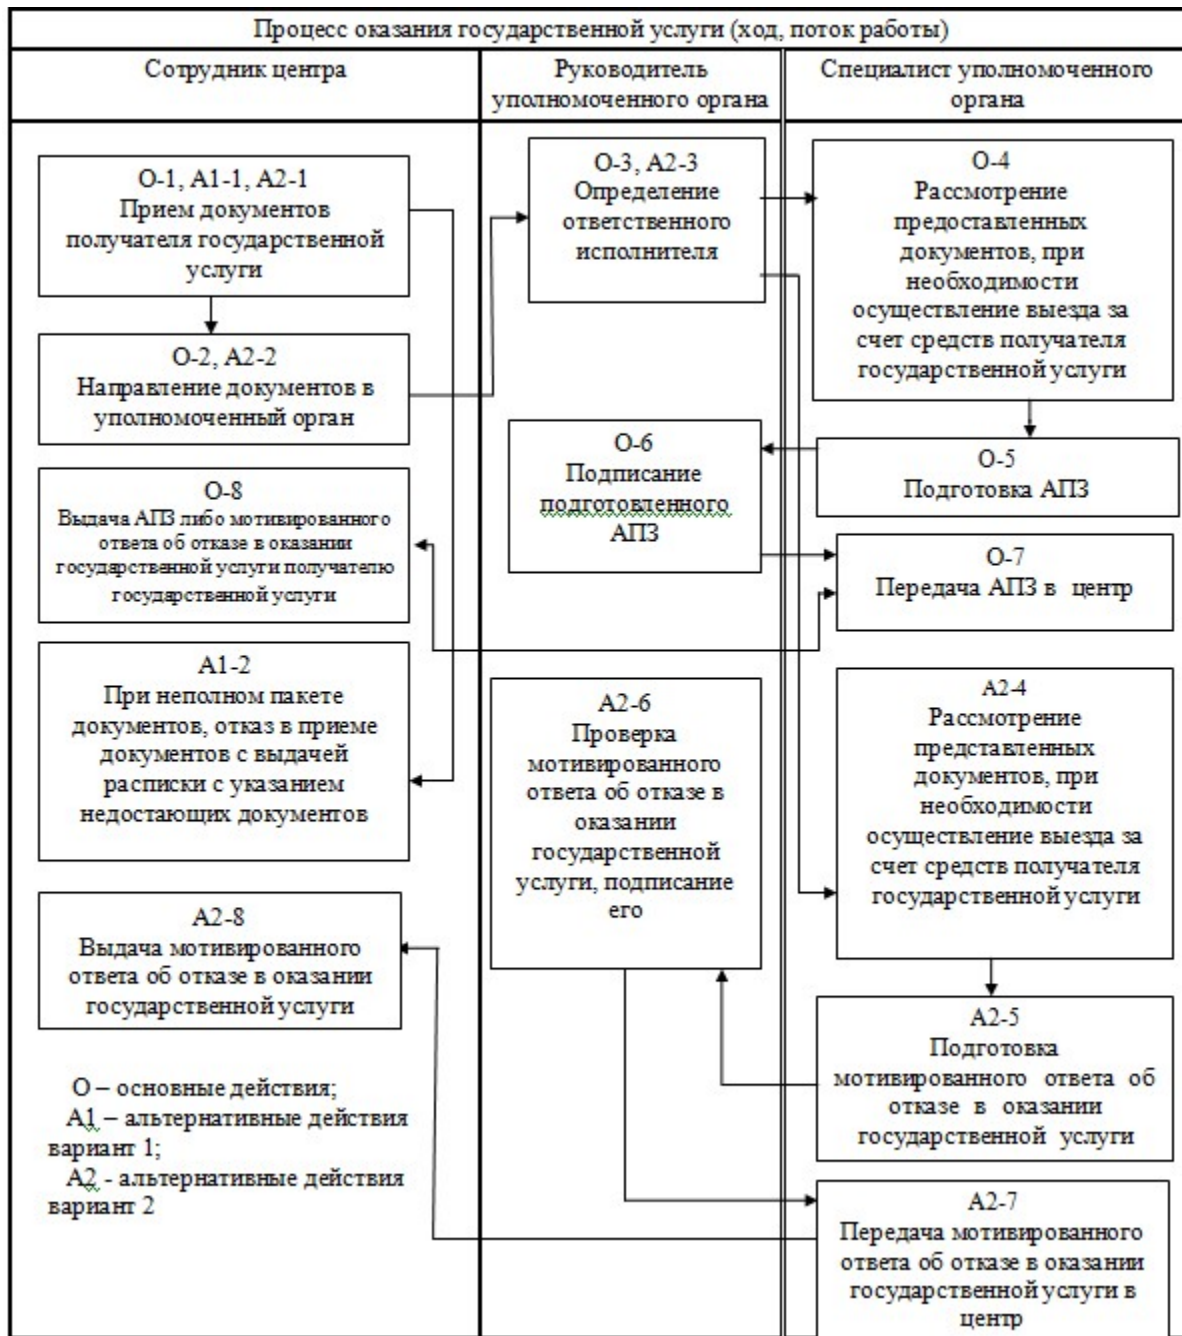 Процесс оказания государственной услуги (ход, поток работы)
Сотрудник центра
Руководитель
уполномоченного органа
Специалист уполномоченного
органа
О-1, А1-1, А2-1
Прием документов
получателя государственной
услуги
О-2, А2-2
Направление документов в
уполномоченный орган
О-8
Выдача АПЗ либо мотивированного
ответа об отказе в оказании
государственной услуги получателю
государственной услуги
А1-2
При неполном пакете
документов, отказ в приеме
документов с выдачей
расписки с указанием
недостающих документов
А2-8
Выдача мотивированного
ответа об отказе в оказании
государственной услуги
О – основные действия;
А1 – альтернативные действия
вариант 1;
А2 - альтернативные действия
вариант 2
О-3, А2-3
Определение
ответственного
исполнителя
О-6
Подписание
подготовленного
АПЗ
А2-6
Проверка
мотивированного
ответа об отказе в
оказании
государственной
услуги, подписание
его
О-4
Рассмотрение
предоставленных
документов, при
необходимости
осуществление выезда за
счет средств получателя
государственной услуги
О-5
Подготовка АПЗ
О-7
Передача АПЗ в центр
А2-4
Рассмотрение
представленных
документов, при
необходимости
осуществление выезда за
счет средств получателя
государственной услуги
А2-5
Подготовка
мотивированного ответа об
отказе в оказании
государственной услуги
А2-7
Передача мотивированного
ответа об отказе в оказании
государственной услуги в
центр